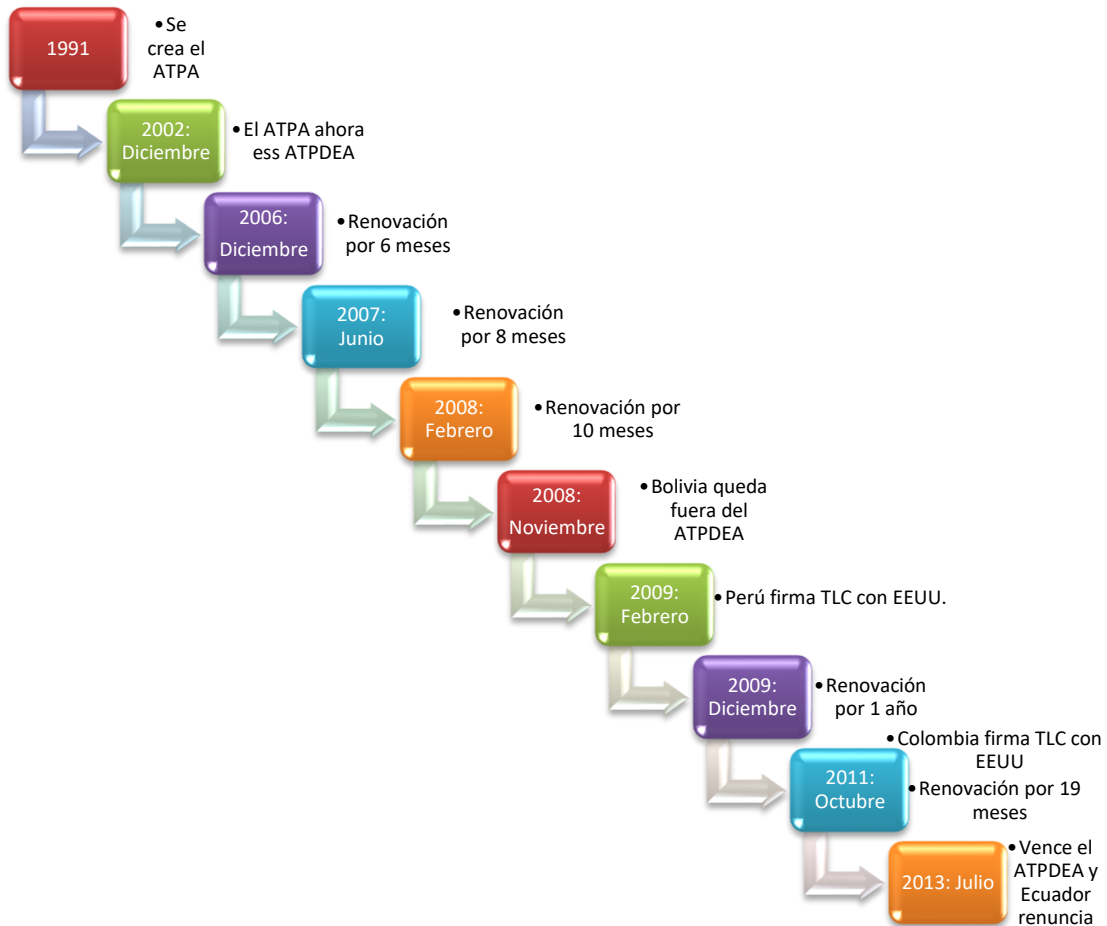 1991
•Se
crea el
ATPA
2002:
Diciembre
•El ATPA ahora
ess ATPDEA
2006:
Diciembre
•Renovación
por 6 meses
2007:
Junio
•Renovación
por 8 meses
2008:
Febrero
•Renovación por
10 meses
2008:
Noviembre
•Bolivia queda
fuera del
ATPDEA
2009:
Febrero
•Perú firma TLC con EEUU.
2009:
Diciembre
•Renovación
por 1 año
2011:
Octubre
•Colombia firma TLC con
EEUU
•Renovación por 19
meses
2013: Julio
•Vence el
ATPDEA y
Ecuador
renuncia